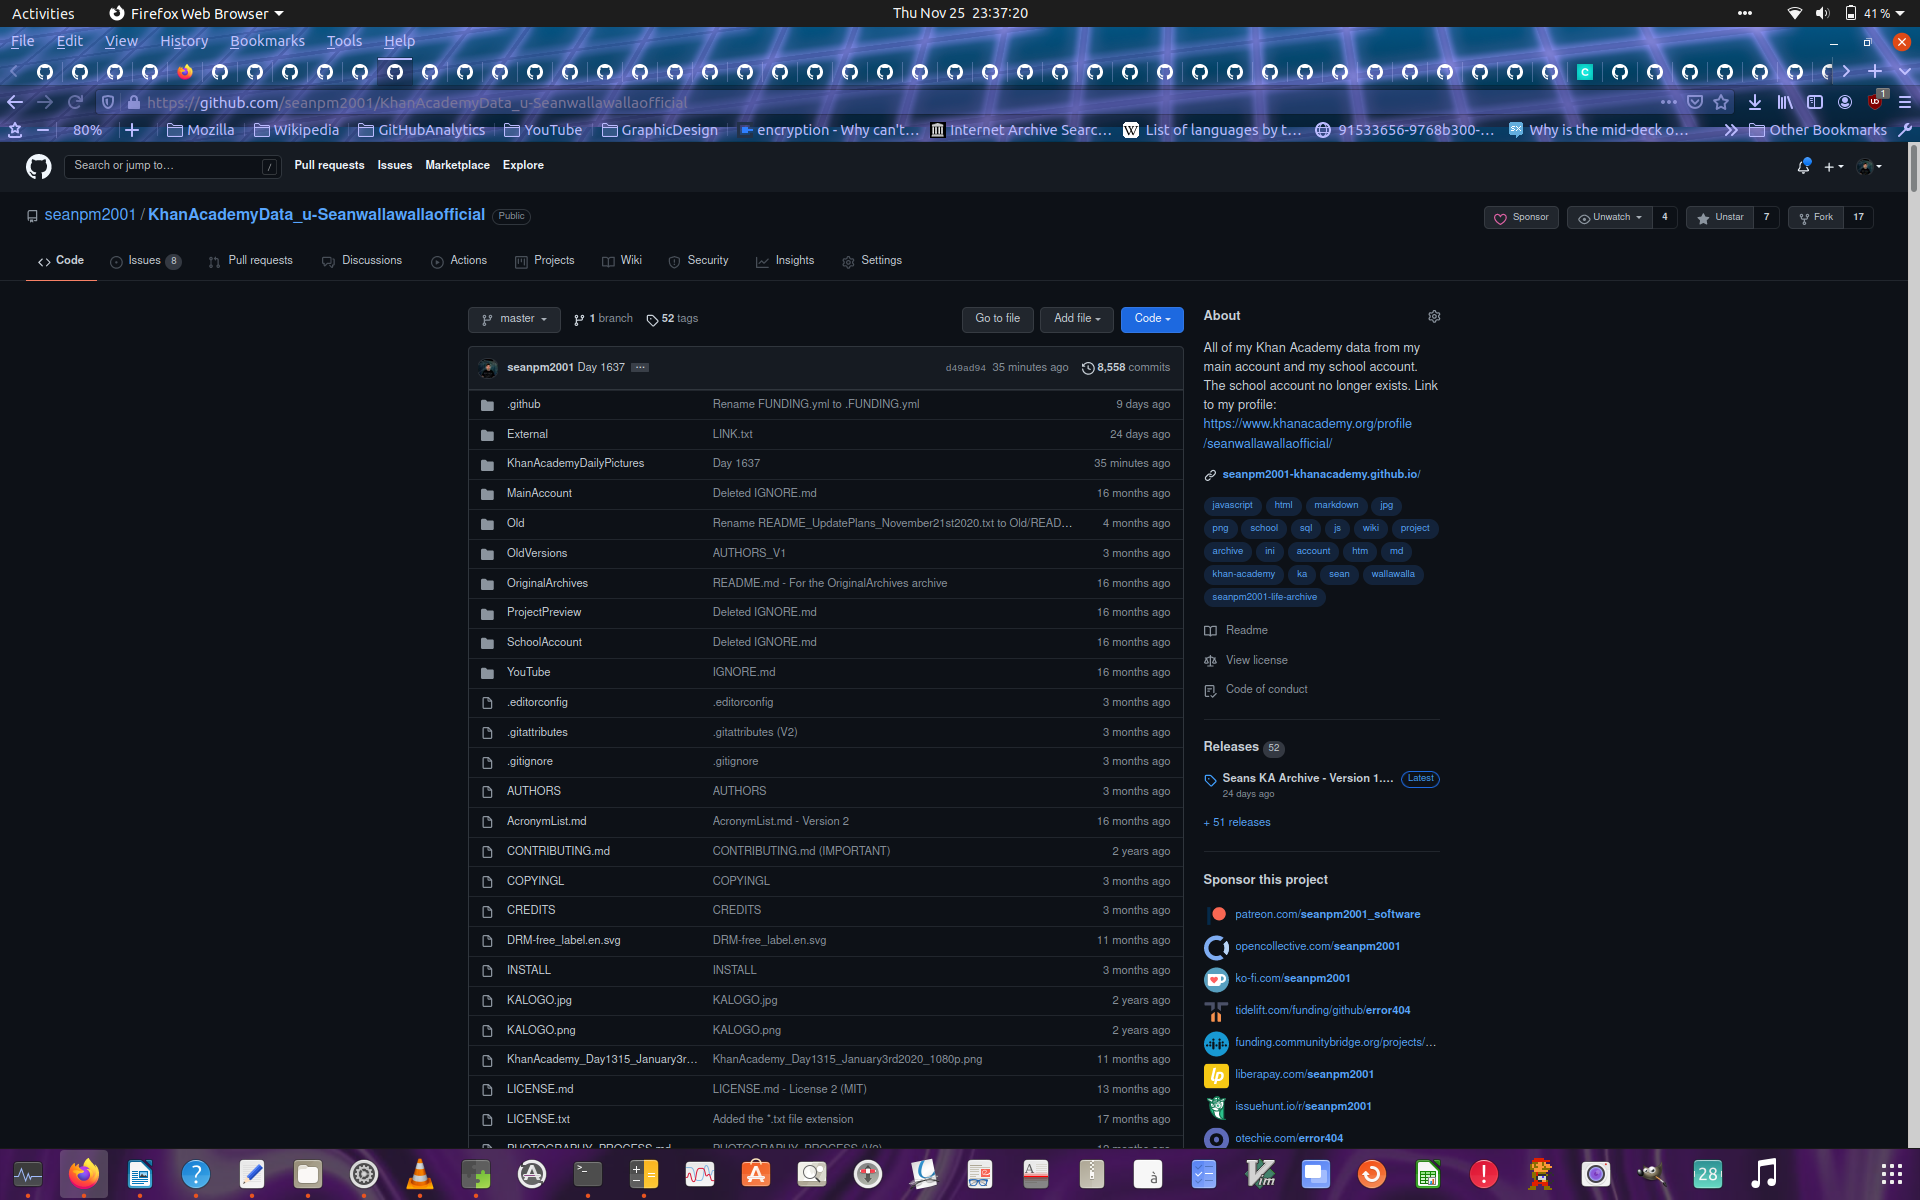 Activities Firefox Web Browser Thu Nov 25 23:37:20 41 %
File Edit View History Bookmarks Tools Help
https://github.com/seanpm2001/KhanAcademyData_u-Seanwallawallaofficial 1
80% Mozilla Wikipedia GitHubAnalytics YouTube GraphicDesign encryption - Why can't… Internet Archive Searc… List of languages by t… 91533656-9768b300-… Why is the mid-deck o… Other Bookmarks
Search or jump to… / Pull requests Issues Marketplace Explore
seanpm2001 / KhanAcademyData_u-Seanwallawallaofficial Public Sponsor Unwatch 4 Unstar 7 Fork 17
Code Issues 8 Pull requests Discussions Actions Projects Wiki Security Insights Settings
master 1 branch 52 tags Go to file Add file Code
seanpm2001 Day 1637 … d49ad94 35 minutes ago 8,558 commits
.github Rename FUNDING.yml to .FUNDING.yml 9 days ago
External LINK.txt 24 days ago
KhanAcademyDailyPictures Day 1637 35 minutes ago
MainAccount Deleted IGNORE.md 16 months ago
Old Rename README_UpdatePlans_November21st2020.txt to Old/READ… 4 months ago
OldVersions AUTHORS_V1 3 months ago
OriginalArchives README.md - For the OriginalArchives archive 16 months ago
ProjectPreview Deleted IGNORE.md 16 months ago
SchoolAccount Deleted IGNORE.md 16 months ago
YouTube IGNORE.md 16 months ago
.editorconfig .editorconfig 3 months ago
.gitattributes .gitattributes (V2) 3 months ago
.gitignore .gitignore 3 months ago
AUTHORS AUTHORS 3 months ago
AcronymList.md AcronymList.md - Version 2 16 months ago
CONTRIBUTING.md CONTRIBUTING.md (IMPORTANT) 2 years ago
COPYINGL COPYINGL 3 months ago
CREDITS CREDITS 3 months ago
DRM-free_label.en.svg DRM-free_label.en.svg 11 months ago
INSTALL INSTALL 3 months ago
KALOGO.jpg KALOGO.jpg 2 years ago
KALOGO.png KALOGO.png 2 years ago
KhanAcademy_Day1315_January3r… KhanAcademy_Day1315_January3rd2020_1080p.png 11 months ago
LICENSE.md LICENSE.md - License 2 (MIT) 13 months ago
LICENSE.txt Added the *.txt file extension 17 months ago
About
All of my Khan Academy data from my
main account and my school account.
The school account no longer exists. Link
to my profile:
https://www.khanacademy.org/profile
/seanwallawallaofficial/
seanpm2001-khanacademy.github.io/
javascript html markdown jpg
png school sql js wiki project
archive ini account htm md
khan-academy ka sean wallawalla
seanpm2001-life-archive
Readme
View license
Code of conduct
Releases 52
Seans KA Archive - Version 1.… Latest
24 days ago
+ 51 releases
Sponsor this project
patreon.com/seanpm2001_software
opencollective.com/seanpm2001
ko-fi.com/seanpm2001
tidelift.com/funding/github/error404
funding.communitybridge.org/projects/…
liberapay.com/seanpm2001
issuehunt.io/r/seanpm2001
otechie.com/error404
28